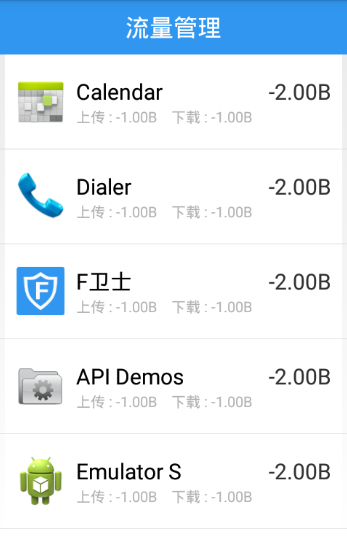 流量管理
Calendar -2.00B
上传 : -1.00B 下载 : -1.00B
Dialer -2.00B
上传 : -1.00B 下载 : -1.00B
F卫士 -2.00B
上传 : -1.00B 下载 : -1.00B
API Demos -2.00B
上传 : -1.00B 下载 : -1.00B
Emulator S -2.00B
上传 : -1.00B 下载 : -1.00B